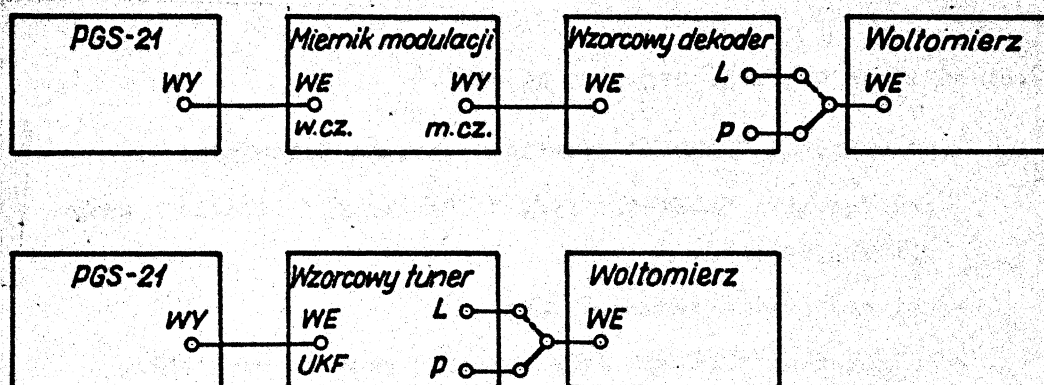 PGS-21
Miernik modulacji
Wzorcowy dekoder
Woltomierz
WY
WE
WY
WE
L
WE
w.cz.
m.cz.
P
PGS-21
Wzorcowy tuner
Woltomierz
WY
WE
L
WE
UKF
P